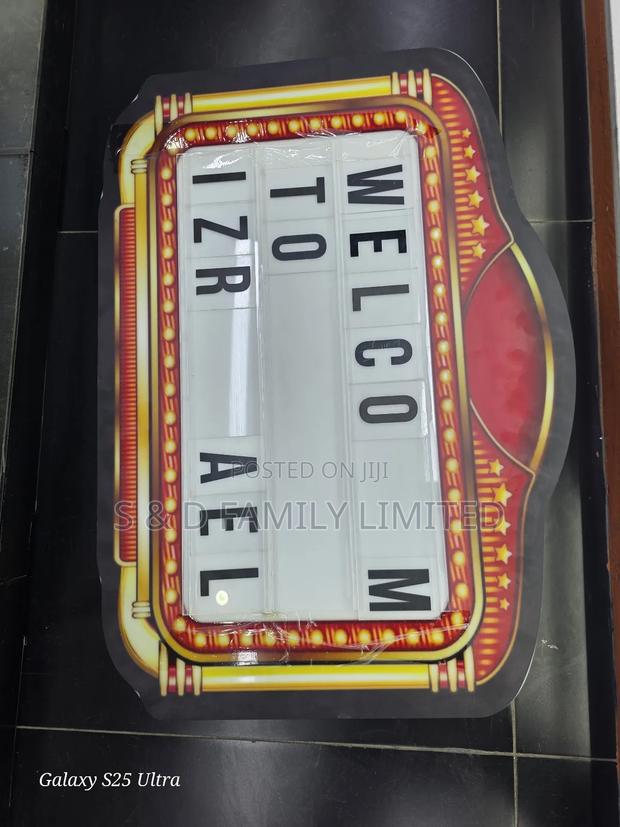 WELCO M
TO
IZR AEL
POSTED ON JIJI
S & D FAMILY LIMITED
Galaxy S25 Ultra